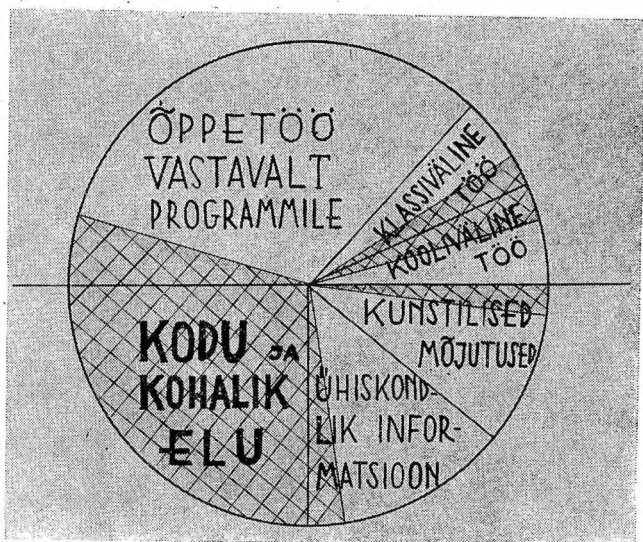 ÕPPETÖÖ
VASTAVALT
PROGRAMMILE
KLASSIVÄLINE
TÖÖ
KOOLIVÄLINE
TÖÖ
KUNSTILISED
MÕJUTUSED
KODU JA
KOHALIK
ELU
ÜHISKOND-
LIK INFOR-
MATSIOON